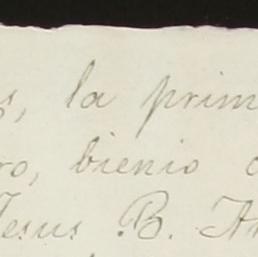 s, la prim
ro, bienio
Jesus B. A